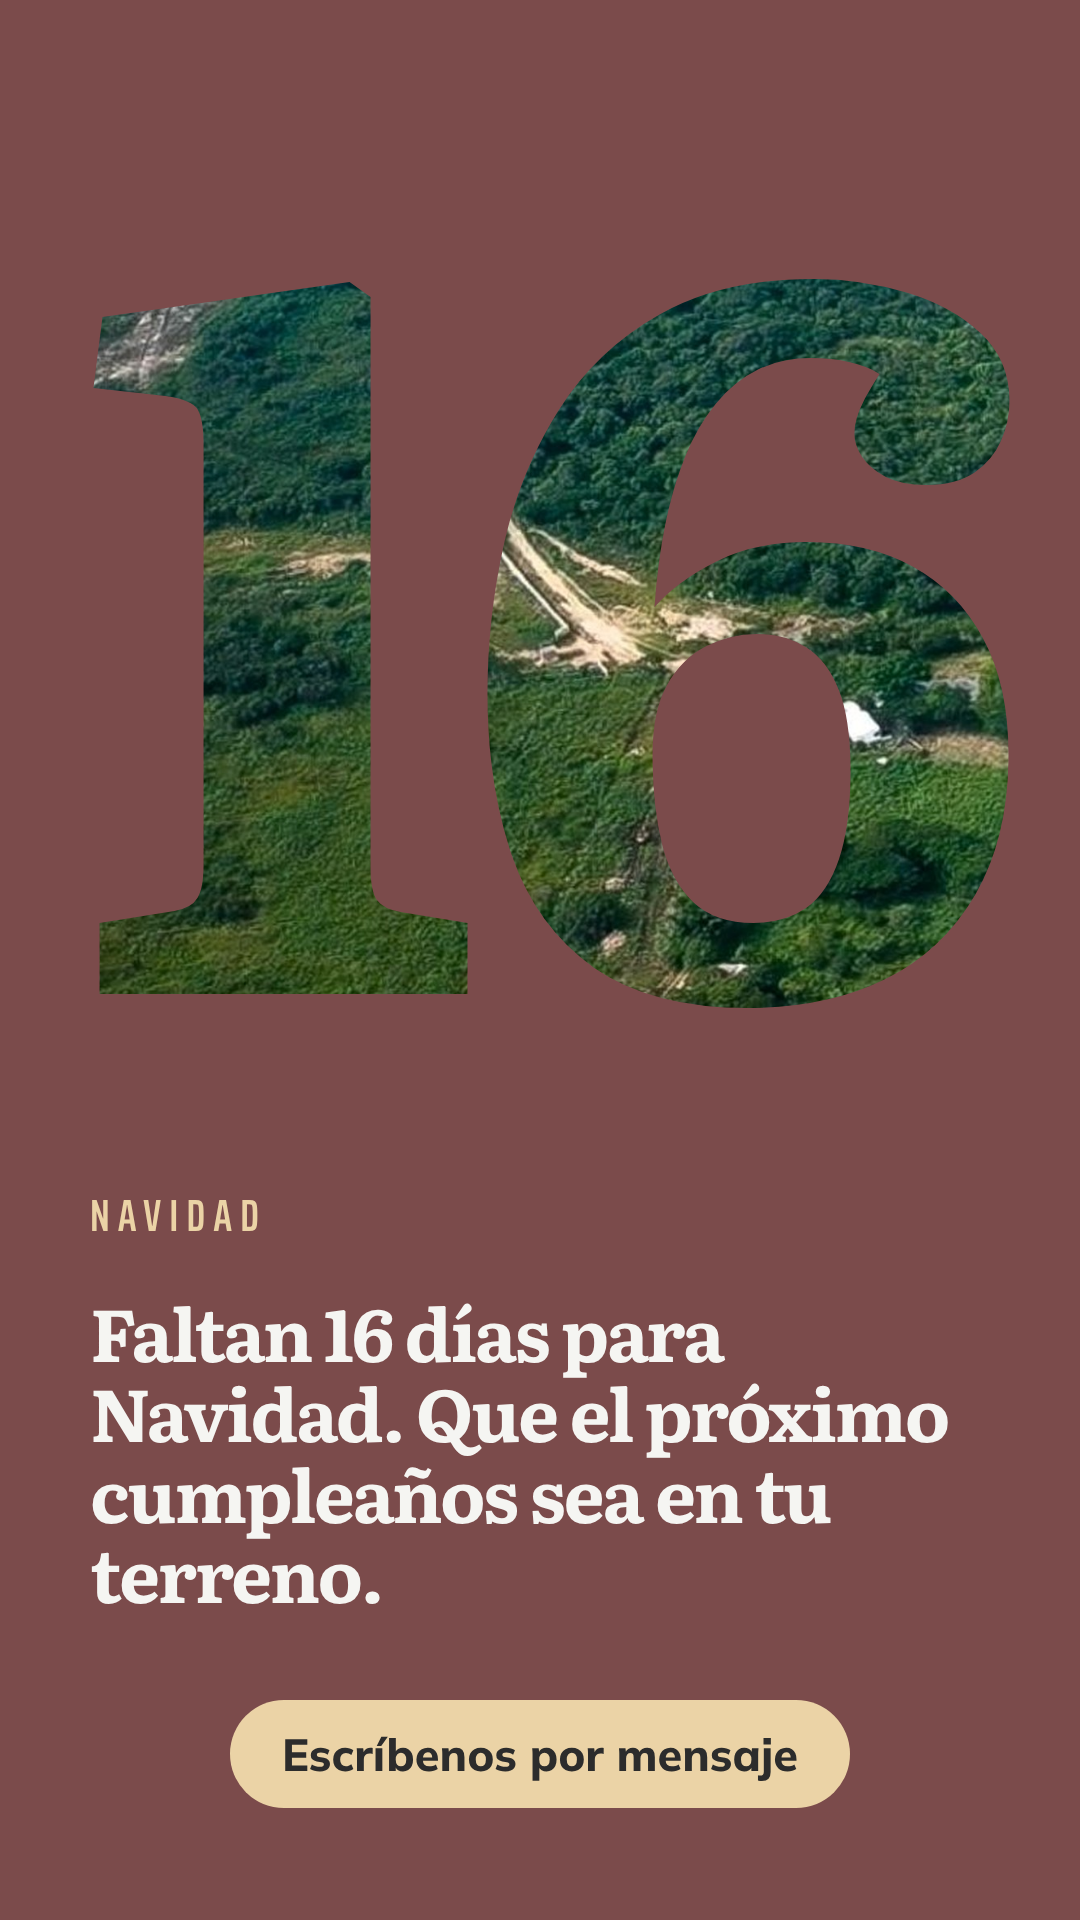 16
NAVIDAD
Faltan 16 días para
Navidad. Que el próximo
cumpleaños sea en tu
terreno.
Escríbenos por mensaje